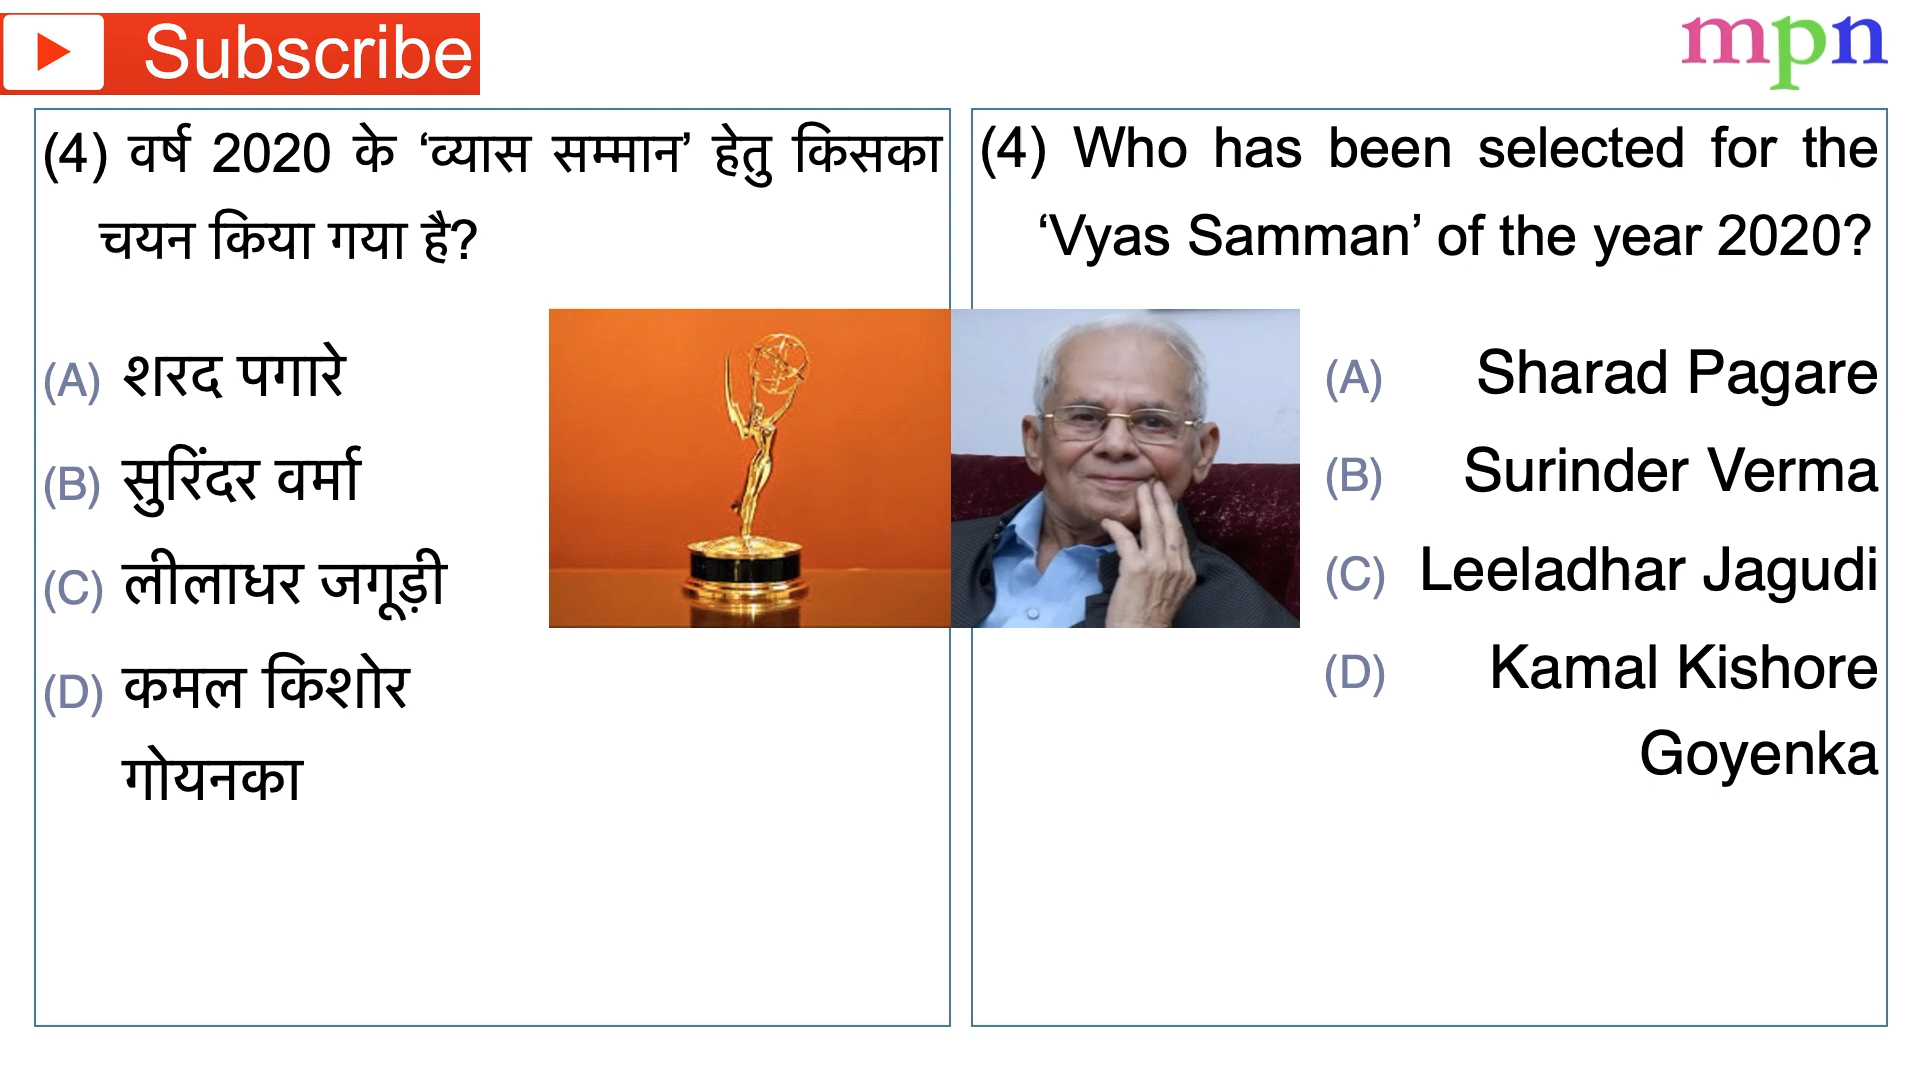 Subscribe
mpn
(4) वर्ष 2020 के ‘व्यास सम्मान’ हेतु किसका
चयन किया गया है?
(A) शरद पगारे
(B) सुरिंदर वर्मा
(C) लीलाधर जगूड़ी
(D) कमल किशोर
गोयनका
(4) Who has been selected for the
‘Vyas Samman’ of the year 2020?
(A) Sharad Pagare
(B) Surinder Verma
(C) Leeladhar Jagudi
(D) Kamal Kishore
Goyenka